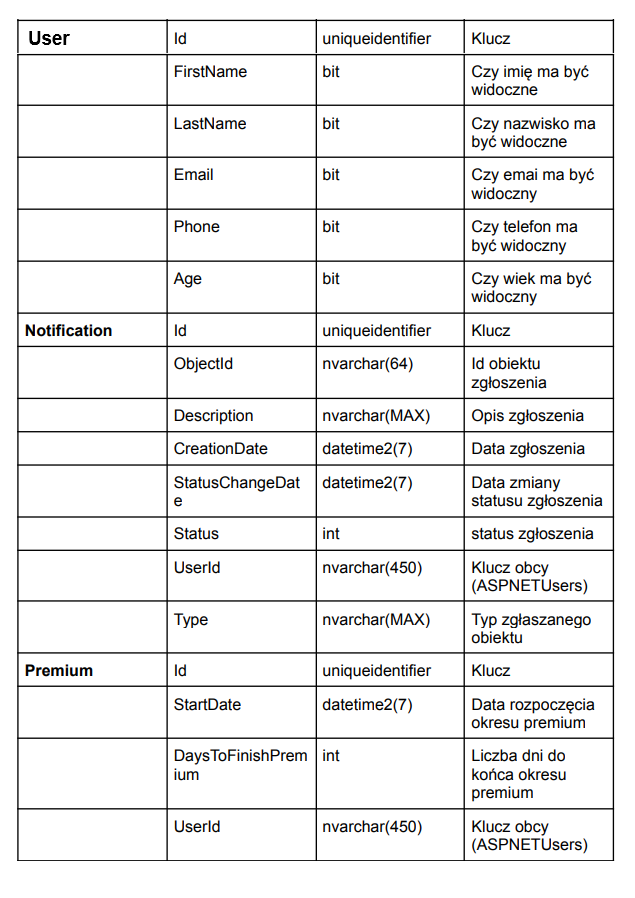 User Id uniqueidentifier Klucz
FirstName bit Czy imię ma być
widoczne
LastName bit Czy nazwisko ma
być widoczne
Email bit Czy emai ma być
widoczny
Phone bit Czy telefon ma
być widoczny
Age bit Czy wiek ma być
widoczny
Notification Id uniqueidentifier Klucz
ObjectId nvarchar(64) Id obiektu
zgłoszenia
Description nvarchar(MAX) Opis zgłoszenia
CreationDate datetime2(7) Data zgłoszenia
StatusChangeDat datetime2(7) Data zmiany
e statusu zgłoszenia
Status int status zgłoszenia
UserId nvarchar(450) Klucz obcy
(ASPNETUsers)
Type nvarchar(MAX) Typ zgłaszanego
obiektu
Premium Id uniqueidentifier Klucz
StartDate datetime2(7) Data rozpoczęcia
okresu premium
DaysToFinishPrem int Liczba dni do
ium końca okresu
premium
UserId nvarchar(450) Klucz obcy
(ASPNETUsers)